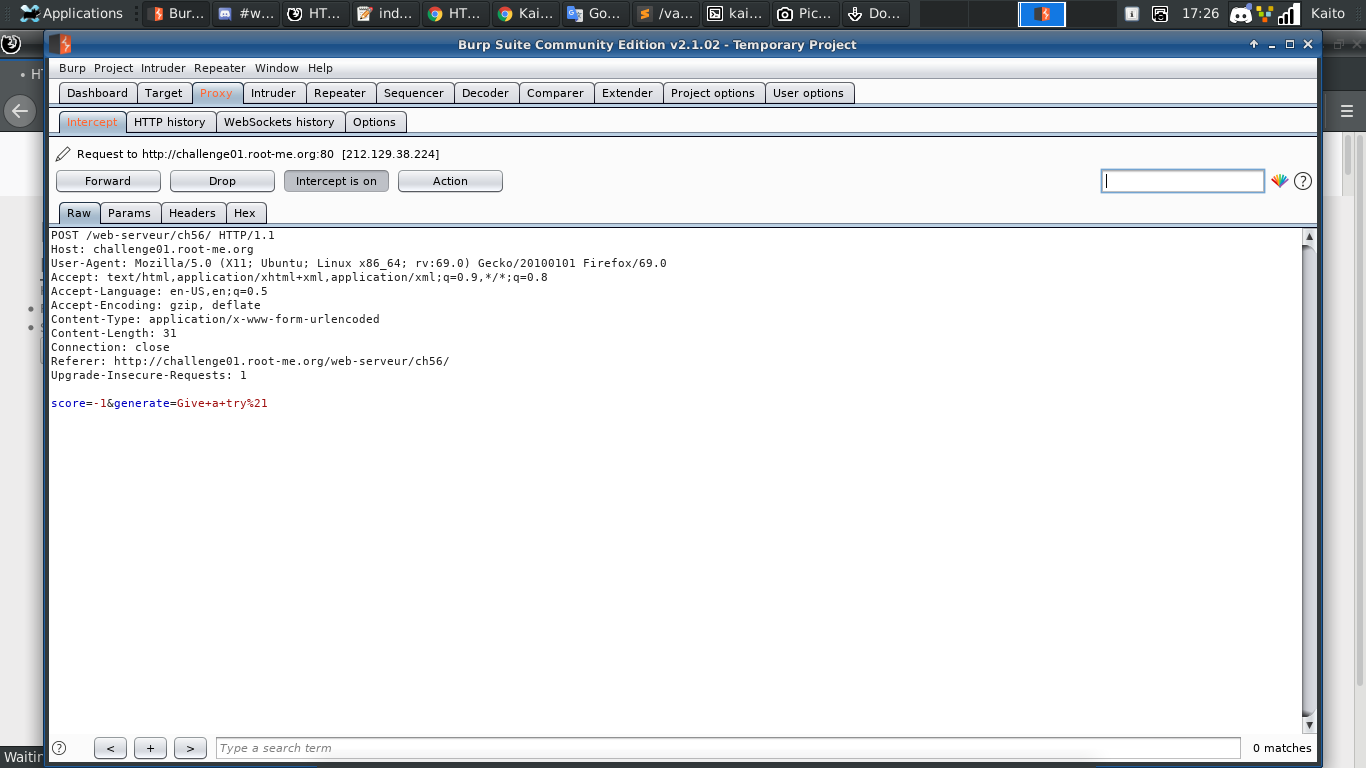 Applications Bur... #w... HT... ind... HT... Kai... Go... /va... kai... Pic... Do... 17:26 Kaito
Burp Suite Community Edition v2.1.02 - Temporary Project
• HT
Burp Project Intruder Repeater Window Help
Dashboard Target Proxy Intruder Repeater Sequencer Decoder Comparer Extender Project options User options
Intercept HTTP history WebSockets history Options
Request to http://challenge01.root-me.org:80 [212.129.38.224]
Forward Drop Intercept is on Action ?
Raw Params Headers Hex
POST /web-serveur/ch56/ HTTP/1.1
Host: challenge01.root-me.org
User-Agent: Mozilla/5.0 (X11; Ubuntu; Linux x86_64; rv:69.0) Gecko/20100101 Firefox/69.0
Accept: text/html,application/xhtml+xml,application/xml;q=0.9,*/*;q=0.8
Accept-Language: en-US,en;q=0.5
Accept-Encoding: gzip, deflate
Content-Type: application/x-www-form-urlencoded
Content-Length: 31
Connection: close
Referer: http://challenge01.root-me.org/web-serveur/ch56/
Upgrade-Insecure-Requests: 1
score=-1&generate=Give+a+try%21
? < + > Type a search term 0 matches
Waitin